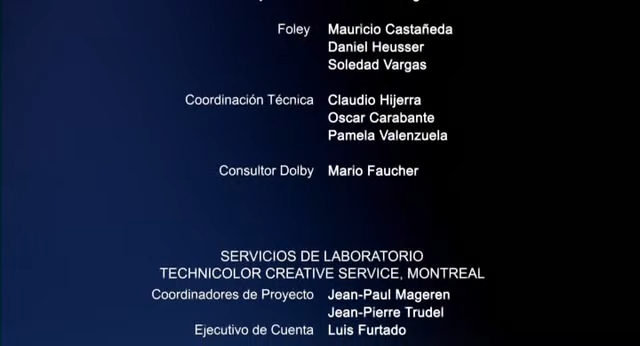 Foley Mauricio Castañeda
Daniel Heusser
Soledad Vargas
Coordinación Técnica Claudio Hijerra
Oscar Carabante
Pamela Valenzuela
Consultor Dolby Mario Faucher
SERVICIOS DE LABORATORIO
TECHNICOLOR CREATIVE SERVICE, MONTREAL
Coordinadores de Proyecto Jean-Paul Mageren
Jean-Pierre Trudel
Ejecutivo de Cuenta Luis Furtado